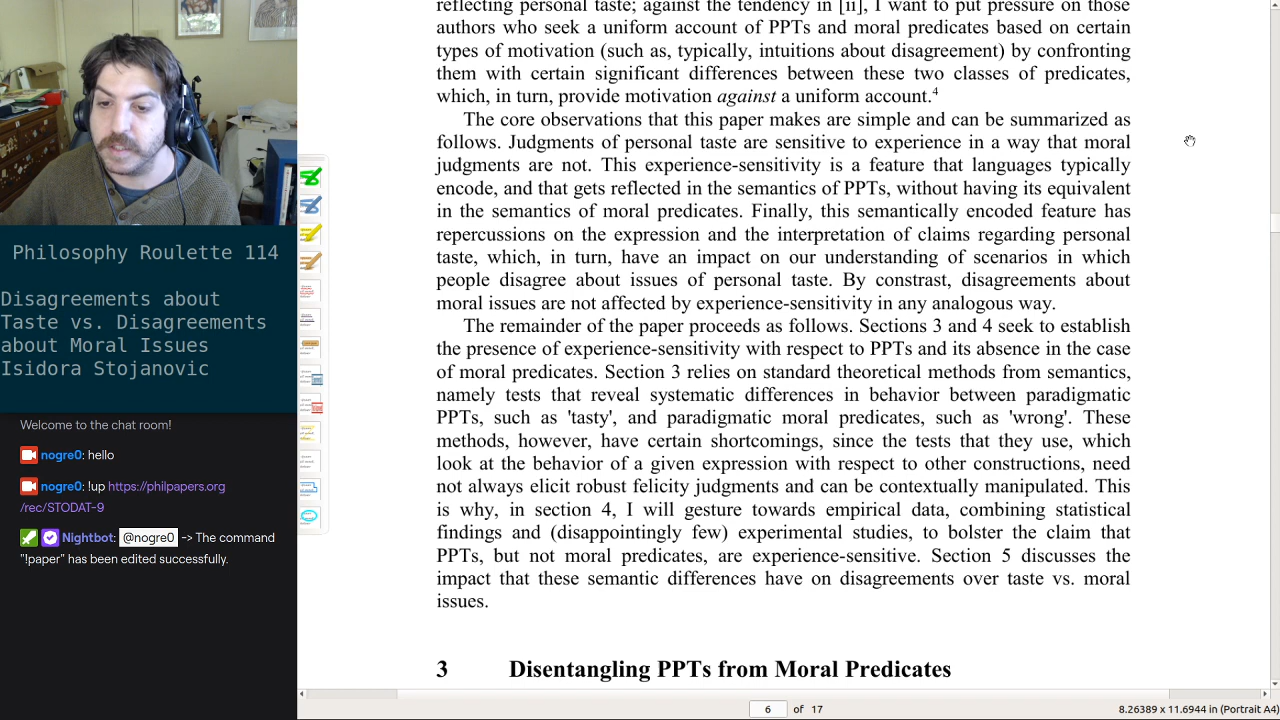 reflecting personal taste; against the tendency in [ii], I want to put pressure on those
authors who seek a uniform account of PPTs and moral predicates based on certain
types of motivation (such as, typically, intuitions about disagreement) by confronting
them with certain significant differences between these two classes of predicates,
which, in turn, provide motivation against a uniform account.4
The core observations that this paper makes are simple and can be summarized as
follows. Judgments of personal taste are sensitive to experience in a way that moral
judgments are not. This experience-sensitivity is a feature that languages typically
encode, and that gets reflected in the semantics of PPTs, without having its equivalent
in the semantics of moral predicates. Finally, this semantically encoded feature has
repercussions on the expression and the interpretation of claims regarding personal
taste, which, in turn, have an impact on our understanding of scenarios in which
people disagree over matters of taste. On the other hand, disagreements about
moral issues are not affected by experience-sensitivity in any analogous way.
The plan of the paper proceeds as follows. Sections 3 and 4 aim to establish
the presence of experience-sensitivity in the case of PPTs and its absence in the case
of moral predicates. Section 3 relies on standard theoretical methods from semantics,
namely tests that reveal differences in the linguistic behavior between paradigmatic
PPTs, such as 'tasty', and paradigmatic moral predicates, such as 'wrong'. These
methods, however, have certain shortcomings, since the tests that they use, which
look at the behavior of these predicates with respect to other constructions, do
not always elicit robust felicity judgments and can be contextually manipulated. This
is why, in section 4, I will gesture towards empirical data, combining statistical
findings and (disappointingly few) experimental studies, to bolster the claim that
PPTs, but not moral predicates, are experience-sensitive. Section 5 discusses the
impact that these semantic differences have on disagreements over taste vs. moral
issues.
3 Disentangling PPTs from Moral Predicates
6 of 17
8.26389 x 11.6944 in (Portrait A4)
Philosophy Roulette 114
Disagreements about
Taste vs. Disagreements
about Moral Issues
Isidora Stojanovic
Welcome to the chat room!
nogre0: hello
nogre0: !up https://philpapers.org
/rec/STODAT-9
Nightbot: @nogre0 -> The command
"!paper" has been edited successfully.